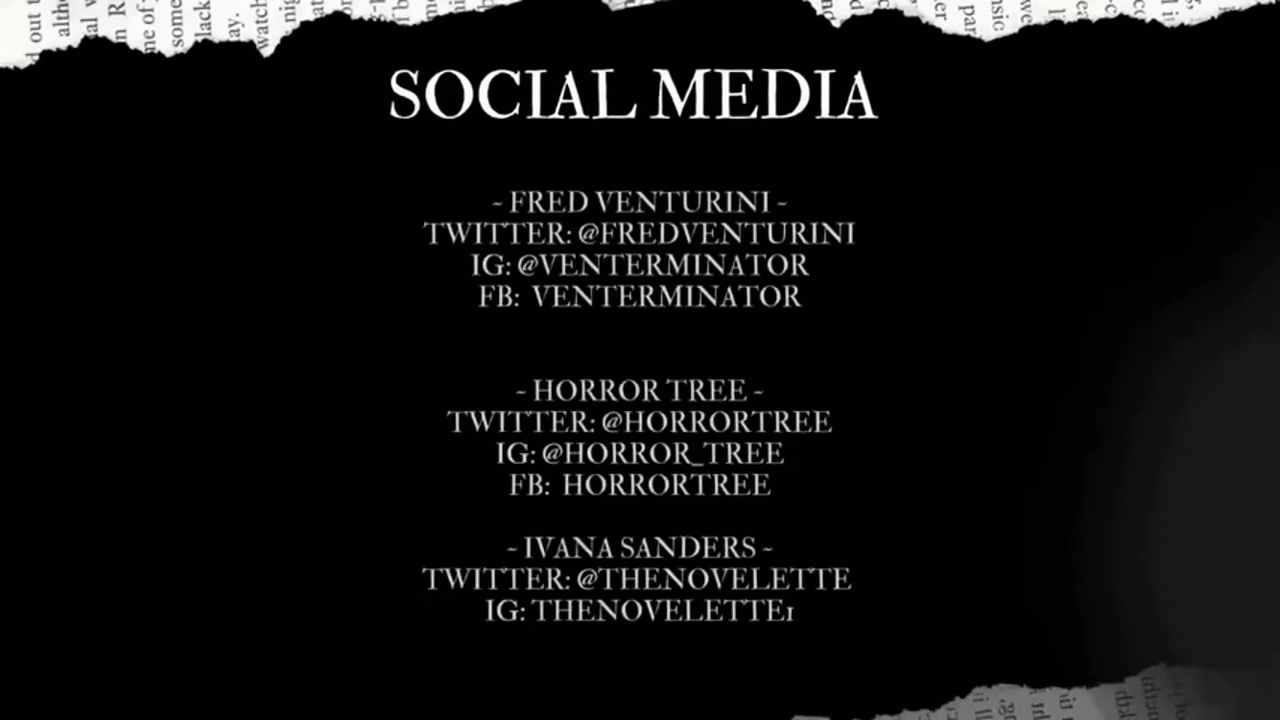 SOCIAL MEDIA
~ FRED VENTURINI ~
TWITTER: @FREDVENTURINI
IG: @VENTERMINATOR
FB: VENTERMINATOR
~ HORROR TREE ~
TWITTER: @HORRORTREE
IG: @HORROR_TREE
FB: HORRORTREE
~ IVANA SANDERS ~
TWITTER: @THENOVELETTE
IG: THENOVELETTE1